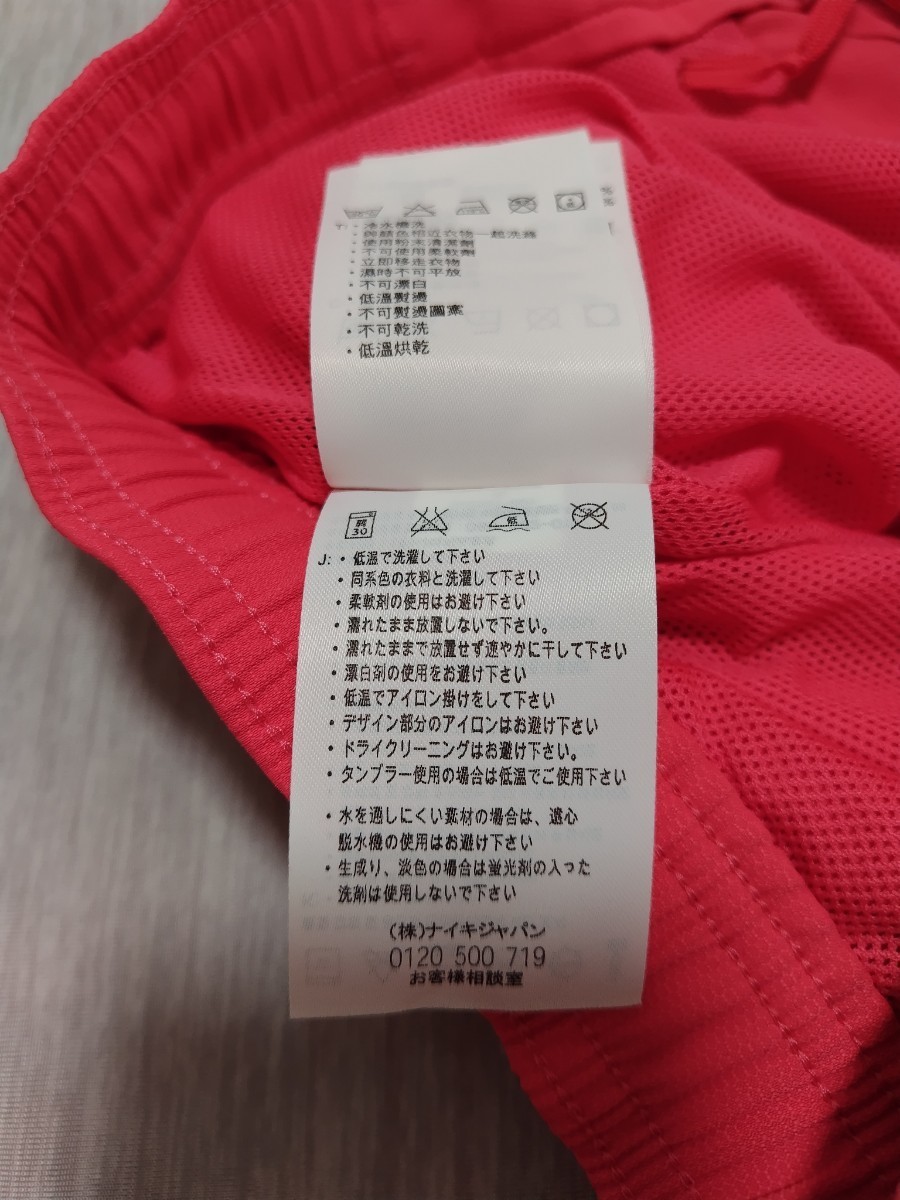 T: • 冷水機洗
• 與顏色相近衣物一起洗滌
• 使用粉末清潔劑
• 不可使用柔軟劑
• 立即移走衣物
• 濕時不可平放
• 不可漂白
• 低溫熨燙
• 不可熨燙圖案
• 不可乾洗
• 低溫烘乾
弱
30
低
J: • 低温で洗濯して下さい
• 同系色の衣料と洗濯して下さい
• 柔軟剤の使用はお避け下さい
• 濡れたまま放置しないで下さい。
• 濡れたままで放置せず速やかに干して下さい
• 漂白剤の使用をお避け下さい
• 低温でアイロン掛けをして下さい
• デザイン部分のアイロンはお避け下さい
• ドライクリーニングはお避け下さい。
• タンブラー使用の場合は低温でご使用下さい
• 水を通しにくい素材の場合は、遠心
脱水機の使用はお避け下さい
• 生成り、淡色の場合は蛍光剤の入った
洗剤は使用しないで下さい
(株)ナイキジャパン
0120 500 719
お客様相談室